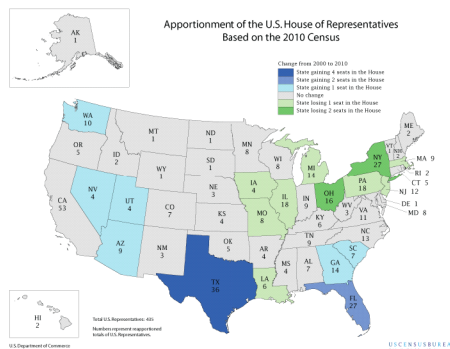 Apportionment of the U.S. House of Representatives
Based on the 2010 Census
Change from 2000 to 2010
State gaining 4 seats in the House
State gaining 2 seats in the House
State gaining 1 seat in the House
No change
State losing 1 seat in the House
State losing 2 seats in the House
AK
1
WA
10
OR
5
CA
53
NV
4
ID
2
MT
1
WY
1
UT
4
AZ
9
CO
7
NM
3
ND
1
SD
1
NE
3
KS
4
OK
5
TX
36
MN
8
IA
4
MO
8
AR
4
LA
6
WI
8
IL
18
MI
14
IN
9
OH
16
KY
6
TN
9
MS
4
AL
7
GA
14
FL
27
SC
7
NC
13
VA
11
WV
3
PA
18
NY
27
VT
1
NH
2
ME
2
MA 9
RI 2
CT 5
NJ 12
DE 1
MD 8
HI
2
Total U.S. Representatives: 435
Numbers represent reapportioned
totals of U.S. Representatives.
U.S. Department of Commerce
USCENSUSBUREAU